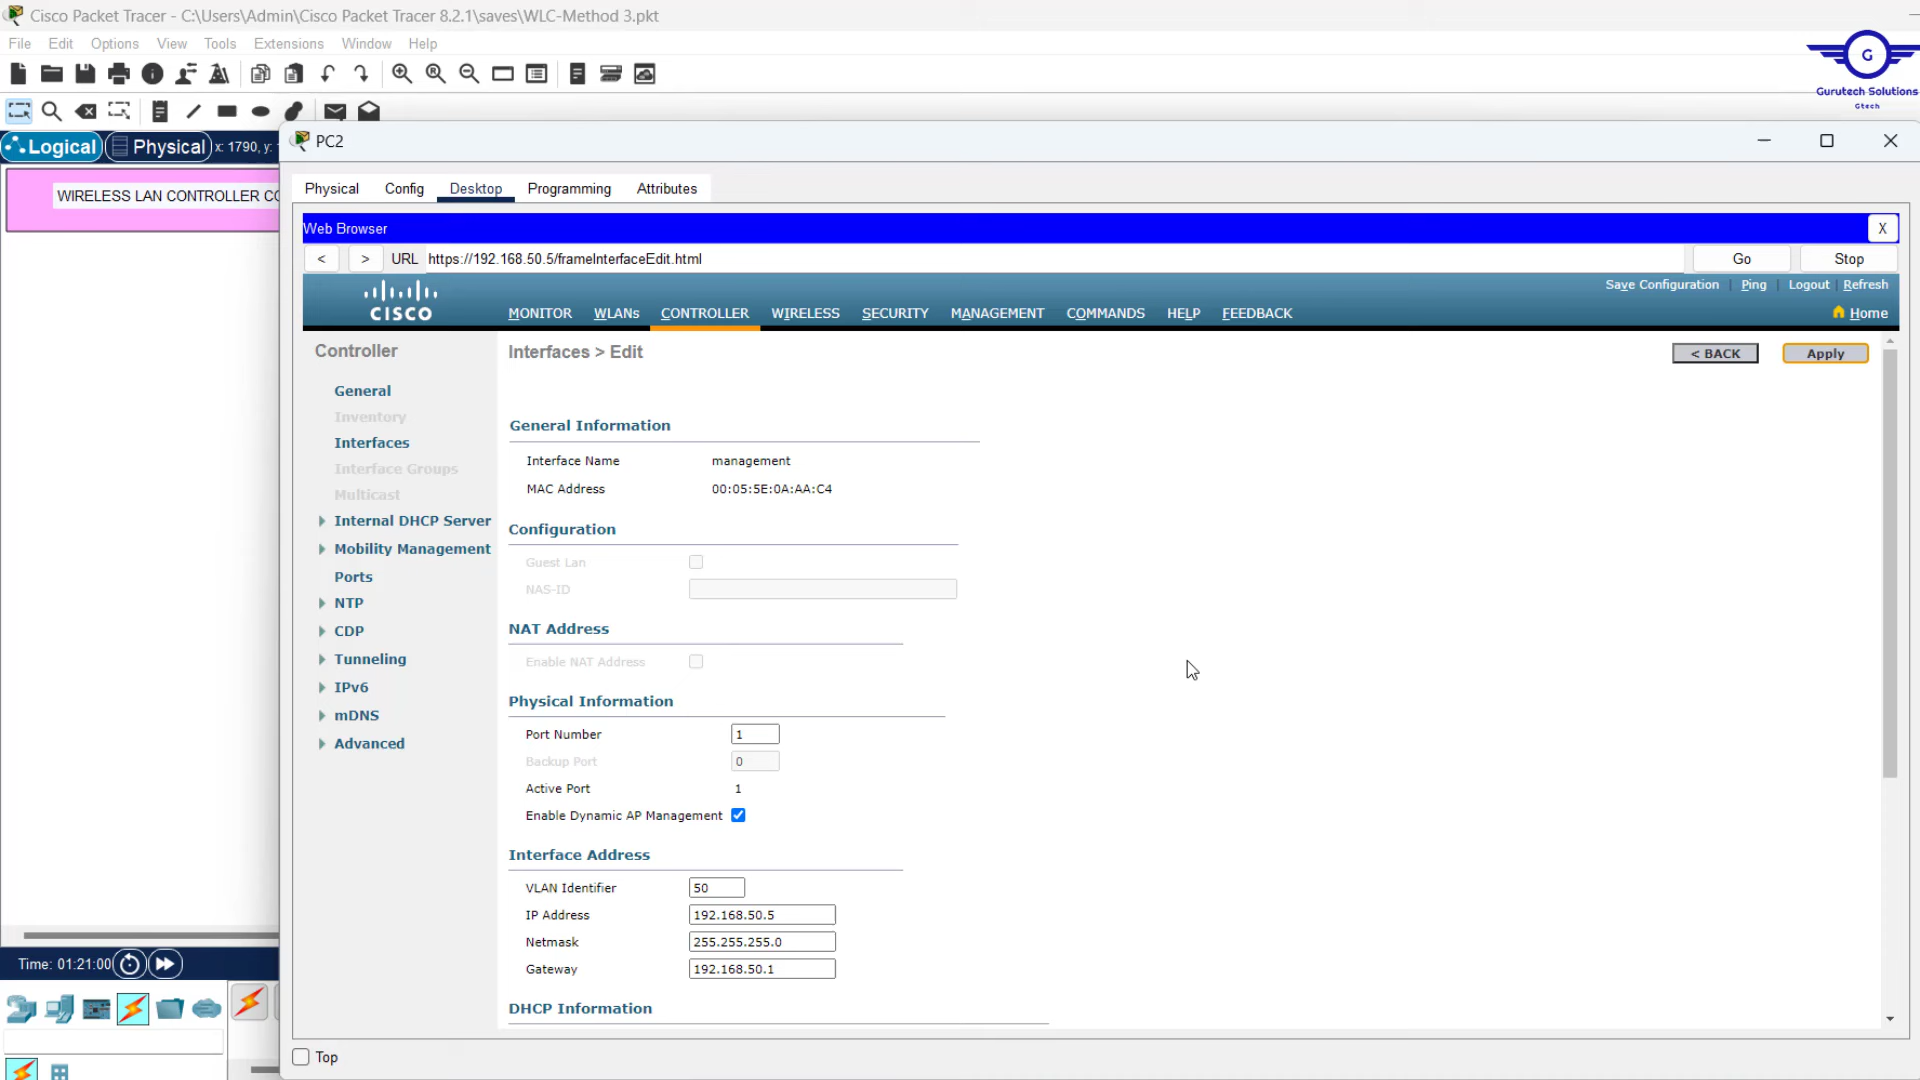 Cisco Packet Tracer - C:\Users\Admin\Cisco Packet Tracer 8.2.1\saves\WLC-Method 3.pkt
File Edit Options View Tools Extensions Window Help
G
Gurutech Solutions
Gtech
Logical Physical x: 1790, y:
WIRELESS LAN CONTROLLER CO
PC2
Physical Config Desktop Programming Attributes
Web Browser X
< > URL https://192.168.50.5/frameInterfaceEdit.html Go Stop
Save Configuration Ping Logout Refresh
CISCO MONITOR WLANs CONTROLLER WIRELESS SECURITY MANAGEMENT COMMANDS HELP FEEDBACK Home
Controller
General
Inventory
Interfaces
Interface Groups
Multicast
Internal DHCP Server
Mobility Management
Ports
NTP
CDP
Tunneling
IPv6
mDNS
Advanced
Interfaces > Edit < BACK Apply
General Information
Interface Name management
MAC Address 00:05:5E:0A:AA:C4
Configuration
Guest Lan
NAS-ID
NAT Address
Enable NAT Address
Physical Information
Port Number 1
Backup Port 0
Active Port 1
Enable Dynamic AP Management
Interface Address
VLAN Identifier 50
IP Address 192.168.50.5
Netmask 255.255.255.0
Gateway 192.168.50.1
DHCP Information
Time: 01:21:00
Top